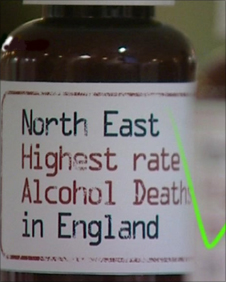 North East
Highest rate
Alcohol Deaths
in England